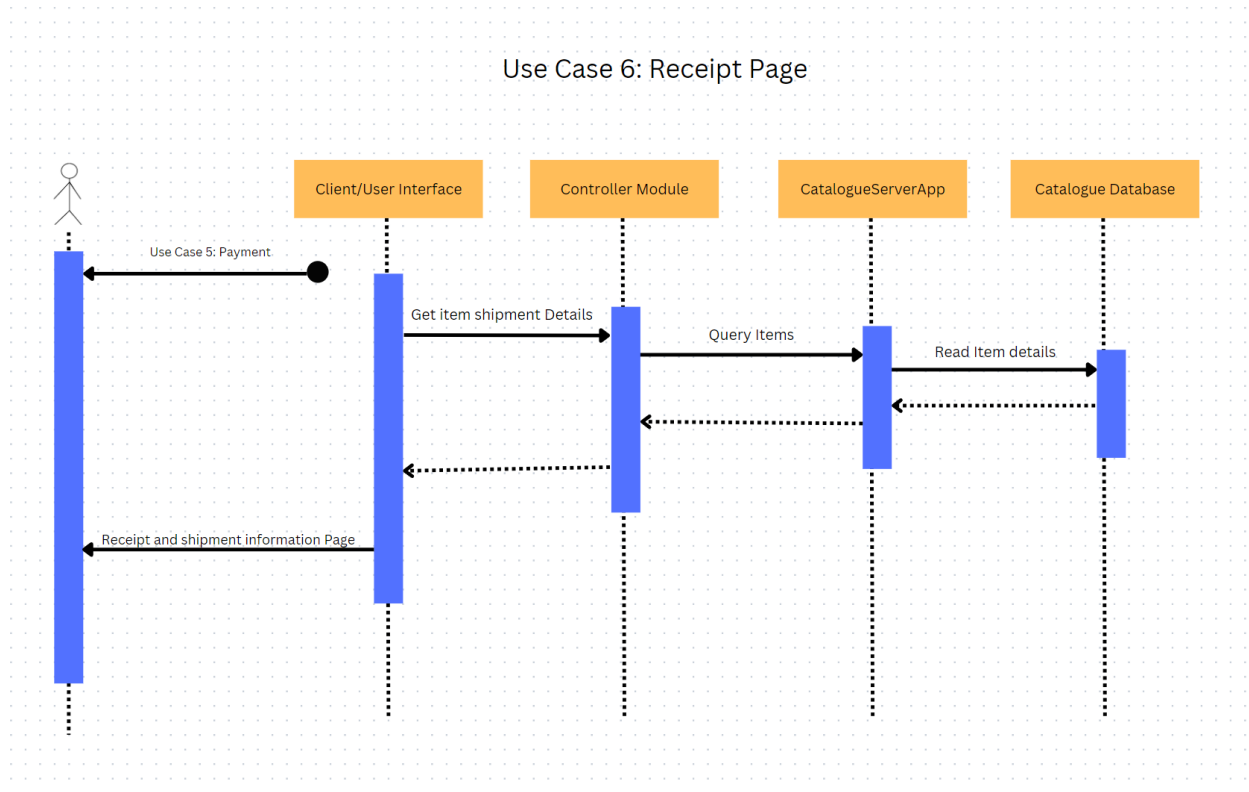 Use Case 6: Receipt Page
Client/User Interface
Controller Module
CatalogueServerApp
Catalogue Database
Use Case 5: Payment
Get item shipment Details
Query Items
Read Item details
Receipt and shipment information Page